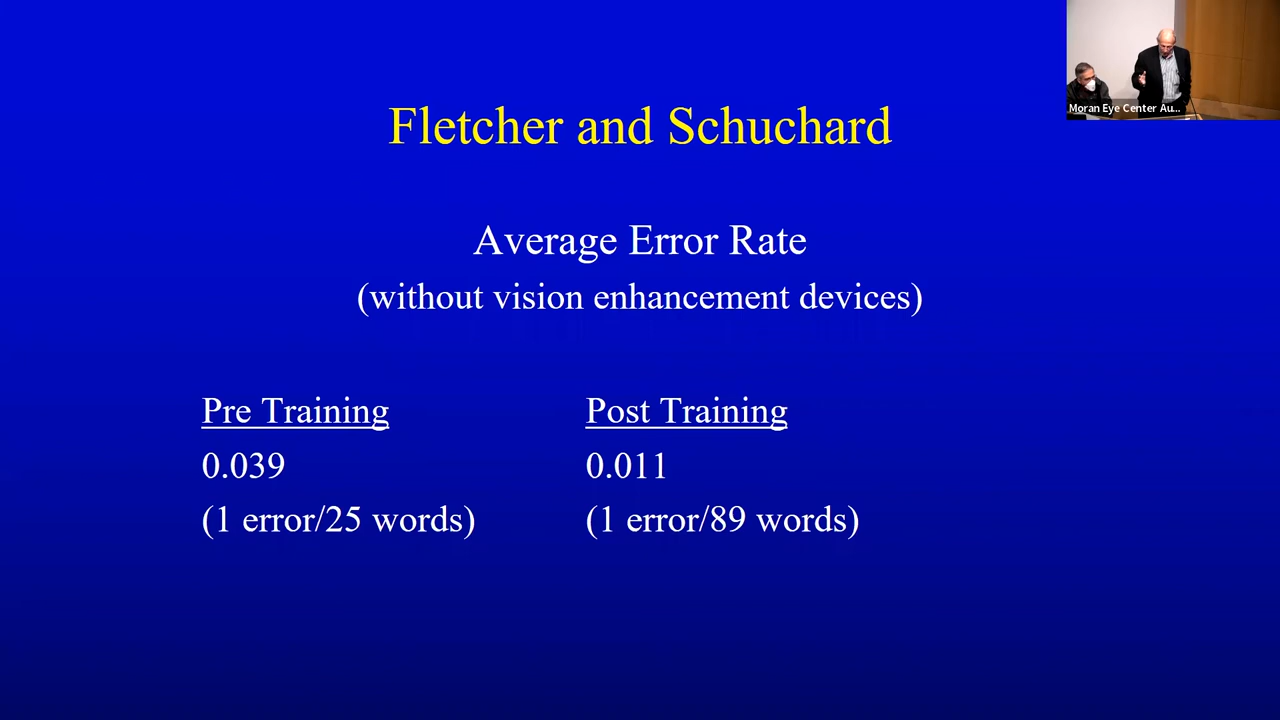 Moran Eye Center Au...
Fletcher and Schuchard
Average Error Rate
(without vision enhancement devices)
Pre Training
Post Training
0.039
0.011
(1 error/25 words)
(1 error/89 words)